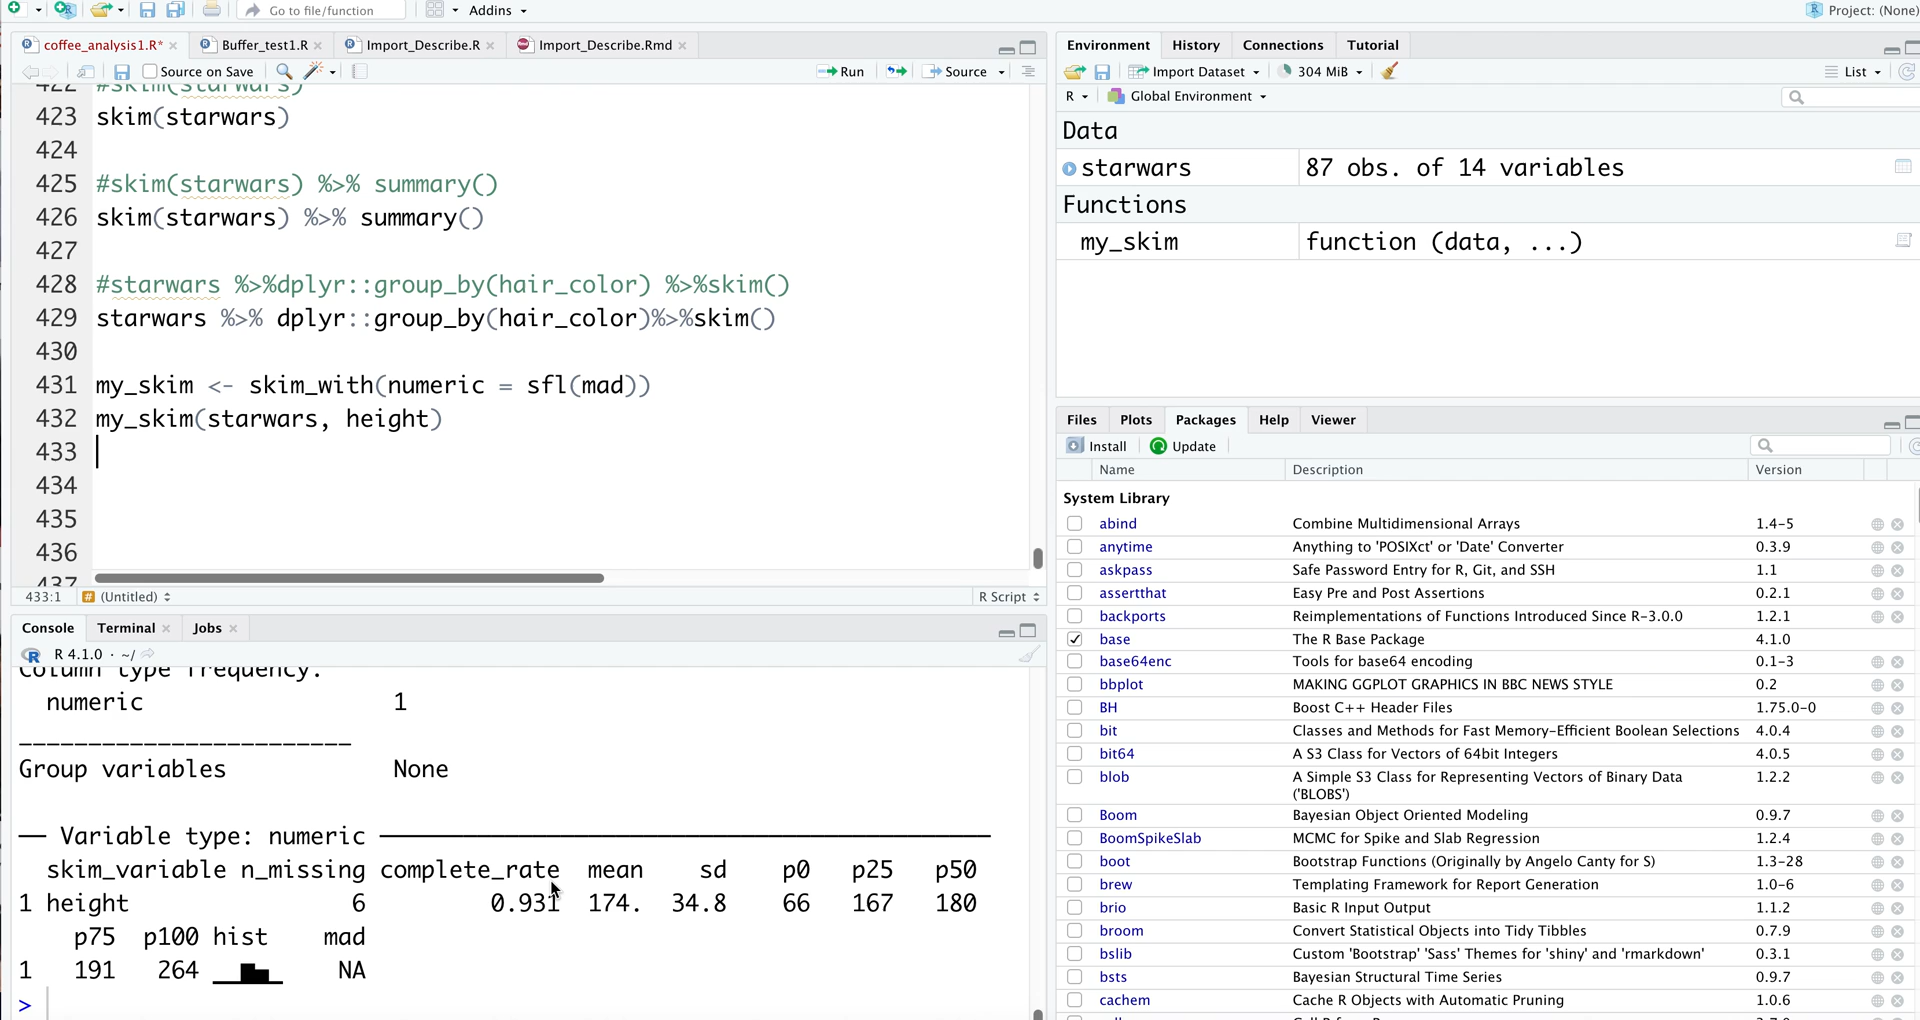 Go to file/function
Addins
Project: (None)
coffee_analysis1.R*
Buffer_test1.R
Import_Describe.R
Import_Describe.Rmd
Source on Save
Run
Source
422 #skim(starwars)
423 skim(starwars)
424
425 #skim(starwars) %>% summary()
426 skim(starwars) %>% summary()
427
428 #starwars %>%dplyr::group_by(hair_color) %>%skim()
429 starwars %>% dplyr::group_by(hair_color)%>%skim()
430
431 my_skim <- skim_with(numeric = sfl(mad))
432 my_skim(starwars, height)
433
434
435
436
437
433:1 # (Untitled) R Script
Console Terminal Jobs
R 4.1.0 · ~/
Column type frequency:
numeric 1
________________________
Group variables None
── Variable type: numeric ──────────────
skim_variable n_missing complete_rate mean sd p0 p25 p50
1 height 6 0.931 174. 34.8 66 167 180
p75 p100 hist mad
1 191 264 ▁▁▇▅▁ NA
>
Environment History Connections Tutorial
Import Dataset 304 MiB List
R Global Environment
Data
starwars 87 obs. of 14 variables
Functions
my_skim function (data, ...)
Files Plots Packages Help Viewer
Install Update
Name Description Version
System Library
abind Combine Multidimensional Arrays 1.4-5
anytime Anything to 'POSIXct' or 'Date' Converter 0.3.9
askpass Safe Password Entry for R, Git, and SSH 1.1
assertthat Easy Pre and Post Assertions 0.2.1
backports Reimplementations of Functions Introduced Since R-3.0.0 1.2.1
base The R Base Package 4.1.0
base64enc Tools for base64 encoding 0.1-3
bbplot MAKING GGPLOT GRAPHICS IN BBC NEWS STYLE 0.2
BH Boost C++ Header Files 1.75.0-0
bit Classes and Methods for Fast Memory-Efficient Boolean Selections 4.0.4
bit64 A S3 Class for Vectors of 64bit Integers 4.0.5
blob A Simple S3 Class for Representing Vectors of Binary Data
('BLOBS') 1.2.2
Boom Bayesian Object Oriented Modeling 0.9.7
BoomSpikeSlab MCMC for Spike and Slab Regression 1.2.4
boot Bootstrap Functions (Originally by Angelo Canty for S) 1.3-28
brew Templating Framework for Report Generation 1.0-6
brio Basic R Input Output 1.1.2
broom Convert Statistical Objects into Tidy Tibbles 0.7.9
bslib Custom 'Bootstrap' 'Sass' Themes for 'shiny' and 'rmarkdown' 0.3.1
bsts Bayesian Structural Time Series 0.9.7
cachem Cache R Objects with Automatic Pruning 1.0.6